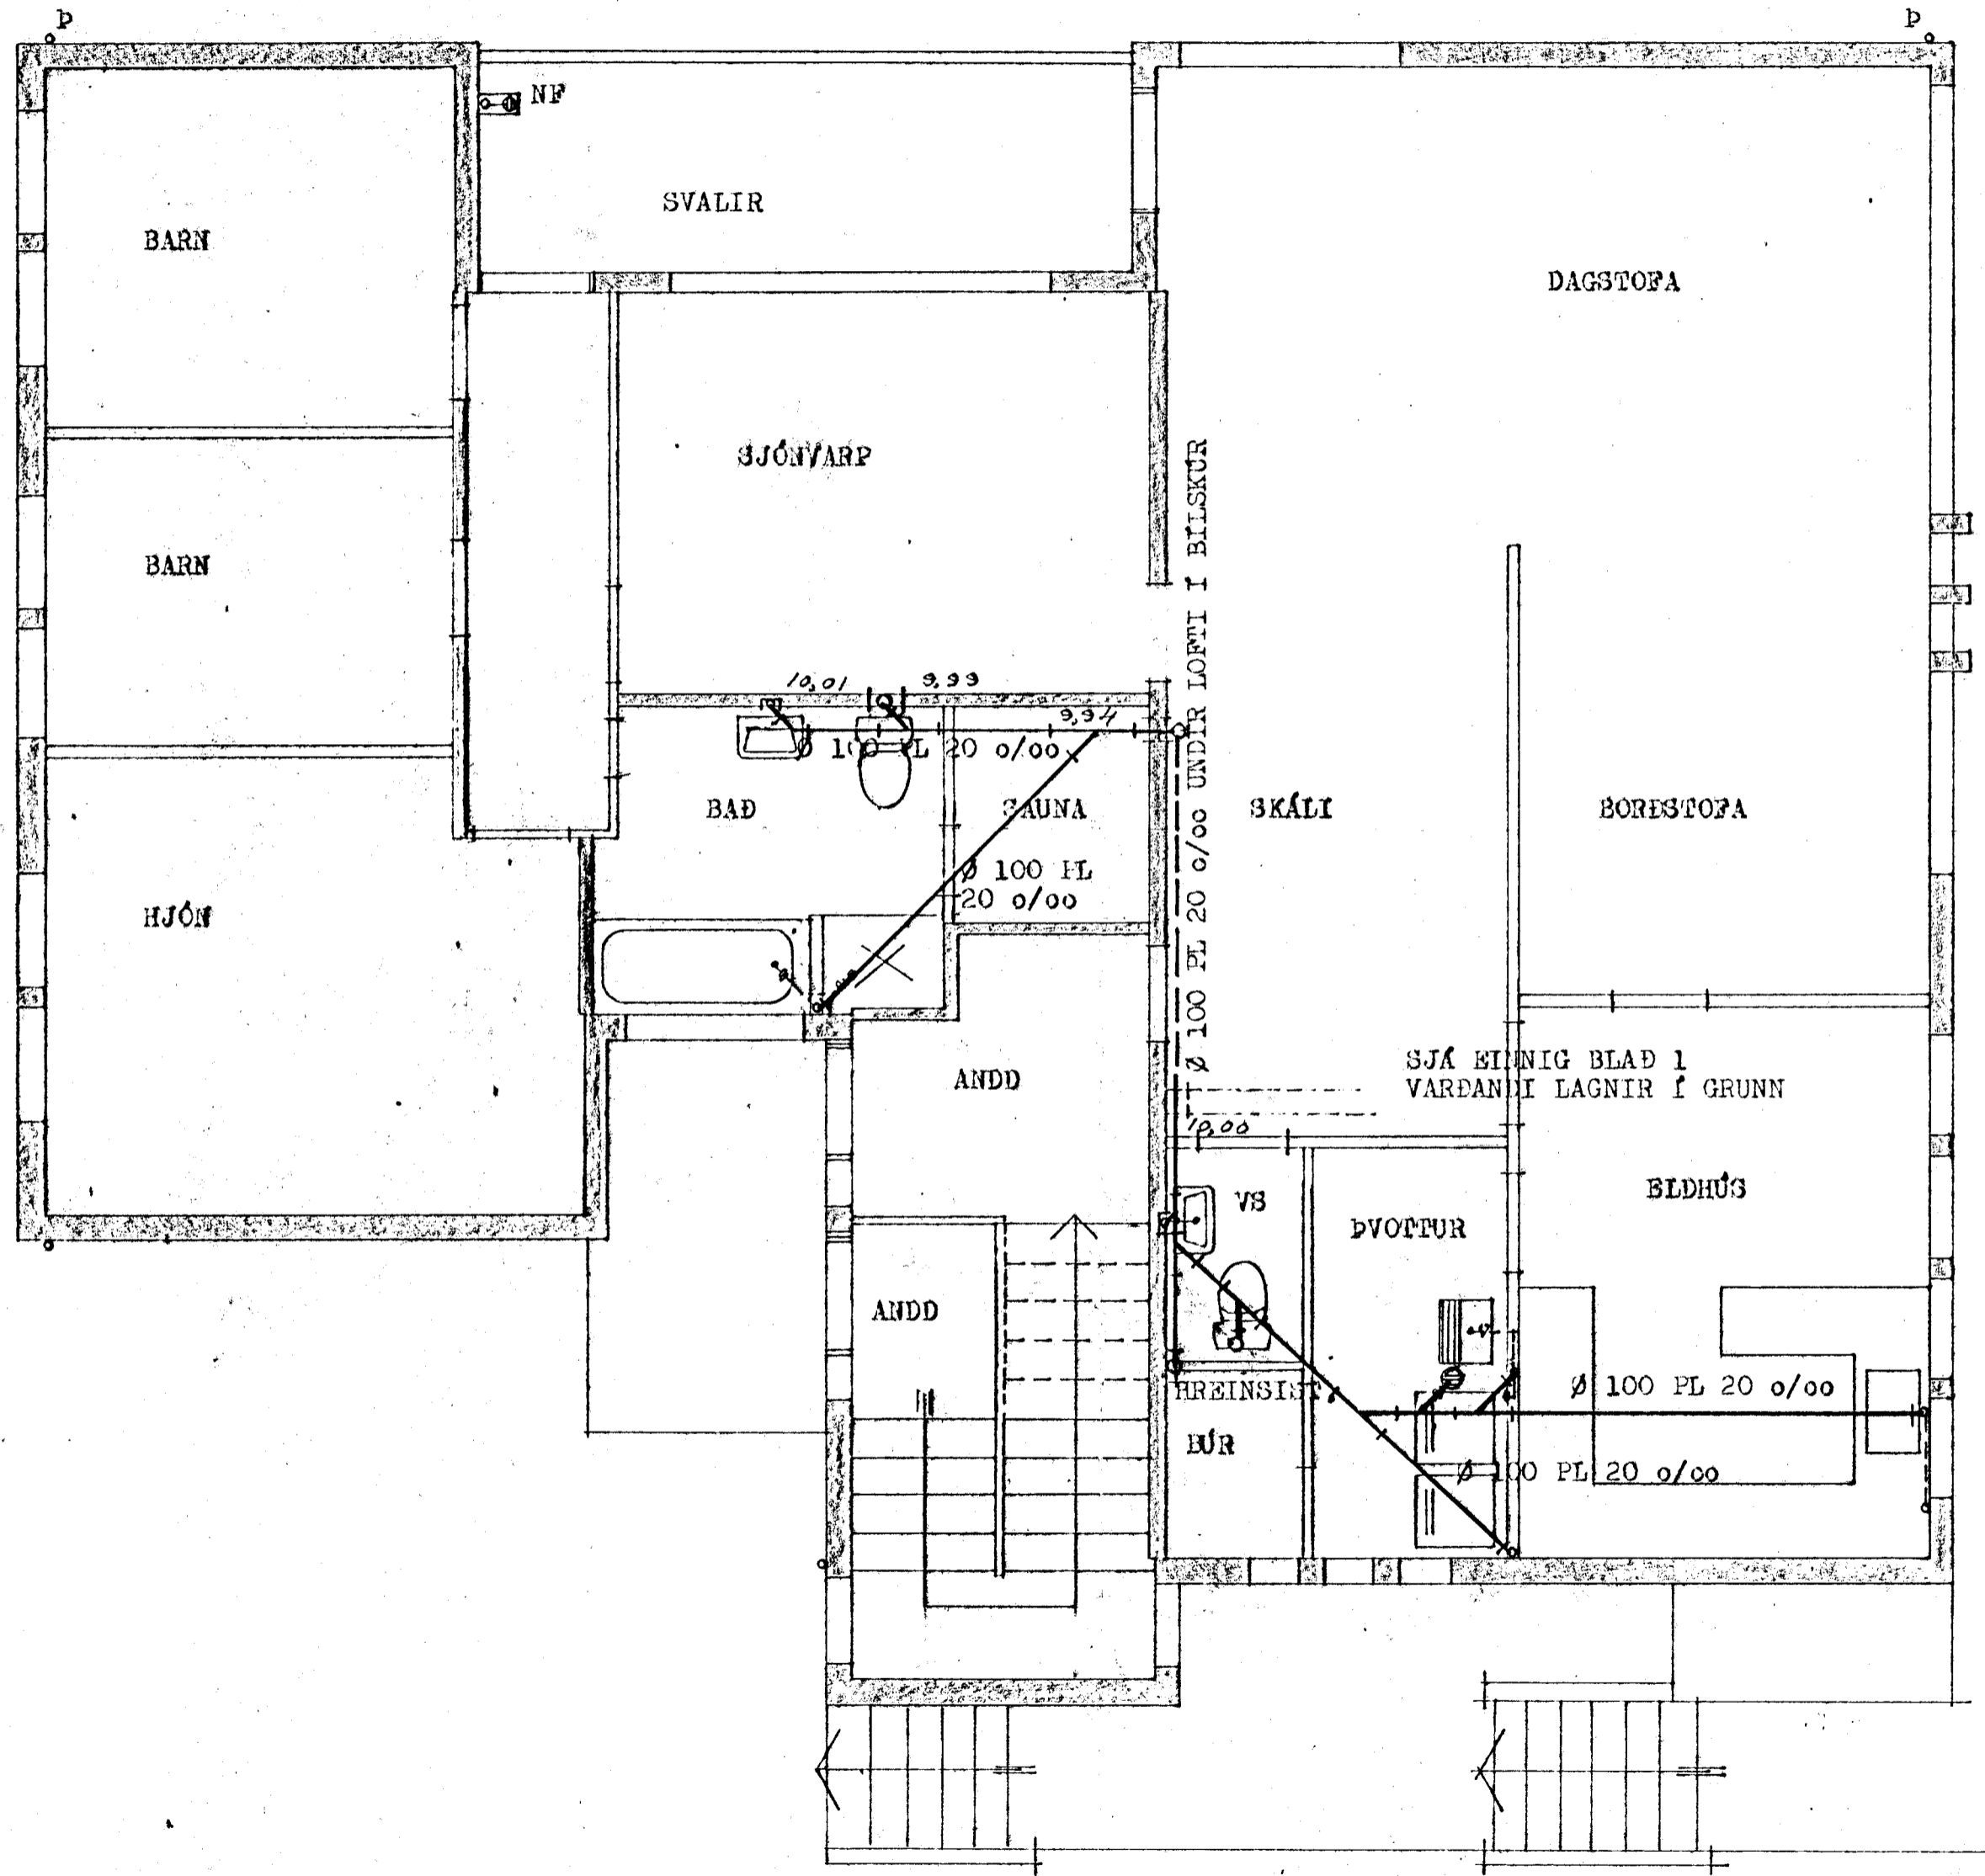 Þ
Þ
NF
SVALIR
BARN
DAGSTOFA
SJÓNVARP
BARN
10,01
9,99
9,94
Ø 100 PL 20 o/oo
Ø 100 PL 20 o/oo UNDIR LOFTI Í BÍLSKÚR
BAÐ
SAUNA
SKÁLI
BORÐSTOFA
Ø 100 PL
20 o/oo
HJÓN
ANDD
SJÁ EINNIG BLAÐ 1
VARÐANDI LAGNIR Í GRUNN
10,00
VS
ÞVOTTUR
ELDHÚS
ANDD
HREINSIST
Ø 100 PL 20 o/oo
BÚR
Ø 100 PL 20 o/oo